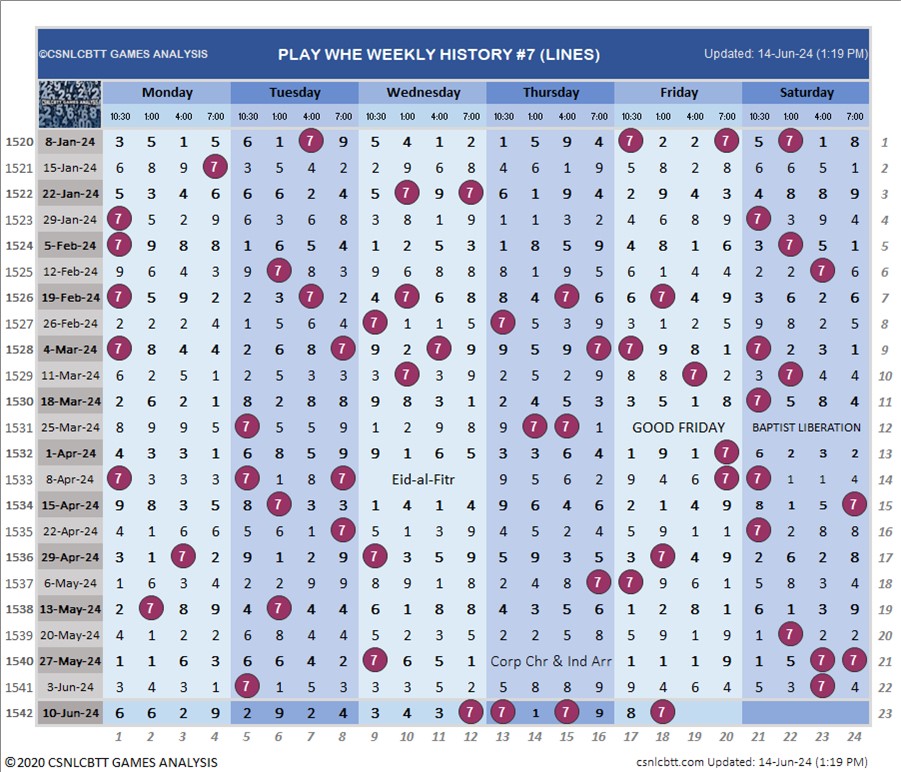 ©CSNLCBTT GAMES ANALYSIS PLAY WHE WEEKLY HISTORY #7 (LINES) Updated: 14-Jun-24 (1:19 PM)
Monday Tuesday Wednesday Thursday Friday Saturday
10:30 1:00 4:00 7:00 10:30 1:00 4:00 7:00 10:30 1:00 4:00 7:00 10:30 1:00 4:00 7:00 10:30 1:00 4:00 7:00 10:30 1:00 4:00 7:00
1520 8-Jan-24 3 5 1 5 6 1 7 9 5 4 1 2 1 5 9 4 7 2 2 7 5 7 1 8 1
1521 15-Jan-24 6 8 9 7 3 5 4 2 2 9 6 8 4 6 1 9 5 8 2 8 6 6 5 1 2
1522 22-Jan-24 5 3 4 6 6 6 2 4 5 7 9 7 6 1 9 4 2 9 4 3 4 8 8 9 3
1523 29-Jan-24 7 5 2 9 6 3 6 8 3 8 1 9 1 1 3 2 4 6 8 4 7 3 9 4 4
1524 5-Feb-24 7 9 8 8 1 6 5 4 1 2 5 3 1 8 5 9 4 8 1 6 3 7 5 1 5
1525 12-Feb-24 9 6 4 3 9 7 8 3 9 6 8 8 8 1 9 5 6 1 4 4 2 2 7 6 6
1526 19-Feb-24 7 5 9 2 2 3 7 2 4 7 6 8 8 4 7 6 6 7 4 9 3 6 2 6 7
1527 26-Feb-24 2 2 2 4 1 5 6 4 7 1 1 5 7 5 3 9 3 1 2 5 9 8 2 5 8
1528 4-Mar-24 7 8 4 4 2 6 8 7 9 2 7 9 9 5 9 7 7 9 8 1 7 2 3 1 9
1529 11-Mar-24 6 2 5 1 2 5 3 3 3 7 9 3 2 5 2 9 8 8 7 2 3 7 4 4 10
1530 18-Mar-24 2 6 2 1 8 2 8 8 9 8 3 1 2 4 5 3 3 5 1 8 7 5 8 4 11
1531 25-Mar-24 8 9 9 5 7 5 5 9 1 2 9 8 9 7 7 1 GOOD FRIDAY BAPTIST LIBERATION 12
1532 1-Apr-24 4 3 3 1 6 8 5 9 9 1 6 5 3 3 6 4 1 9 1 7 6 2 3 2 13
1533 8-Apr-24 7 3 3 3 7 1 8 7 Eid-al-Fitr 9 5 6 2 9 4 6 7 7 1 1 4 14
1534 15-Apr-24 9 8 3 5 8 7 3 3 1 4 1 4 9 6 4 2 2 1 4 9 8 1 5 7 15
1535 22-Apr-24 4 1 6 6 5 6 1 7 5 1 3 9 4 5 2 4 5 9 1 1 7 2 8 8 16
1536 29-Apr-24 3 1 7 2 9 1 2 9 7 3 5 9 5 9 3 5 3 7 4 9 2 6 2 8 17
1537 6-May-24 1 6 3 4 2 2 9 9 8 9 1 8 2 4 8 7 7 9 6 1 5 8 3 4 18
1538 13-May-24 2 7 8 9 4 7 4 4 6 1 8 8 4 3 5 6 1 2 8 1 6 1 3 9 19
1539 20-May-24 4 1 2 2 6 8 4 4 5 2 3 5 2 2 5 8 5 9 1 9 1 7 2 2 20
1540 27-May-24 1 1 6 3 6 6 4 2 7 6 5 1 Corp Chr & Ind Arr 1 1 1 9 1 5 7 7 21
1541 3-Jun-24 3 4 3 1 7 1 5 3 3 3 5 2 5 8 8 9 9 4 6 4 5 3 7 4 22
1542 10-Jun-24 6 6 2 9 2 9 2 4 3 4 3 7 7 1 7 9 8 7 23
1 2 3 4 5 6 7 8 9 10 11 12 13 14 15 16 17 18 19 20 21 22 23 24
©2020 CSNLCBTT GAMES ANALYSIS csnlcbtt.com Updated: 14-Jun-24 (1:19 PM)